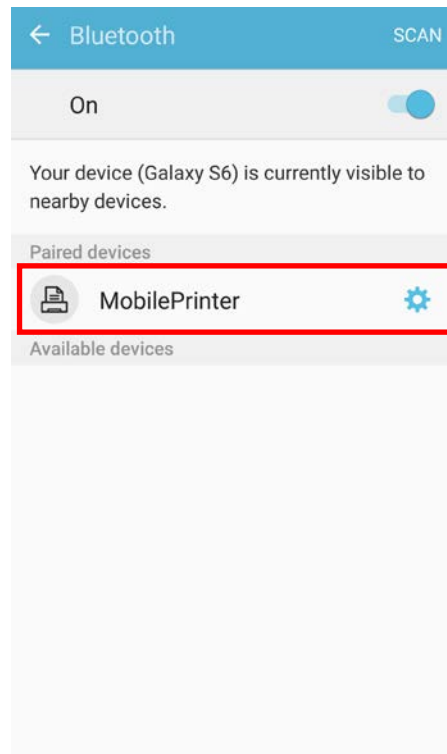 Bluetooth SCAN
On
Your device (Galaxy S6) is currently visible to
nearby devices.
Paired devices
MobilePrinter
Available devices